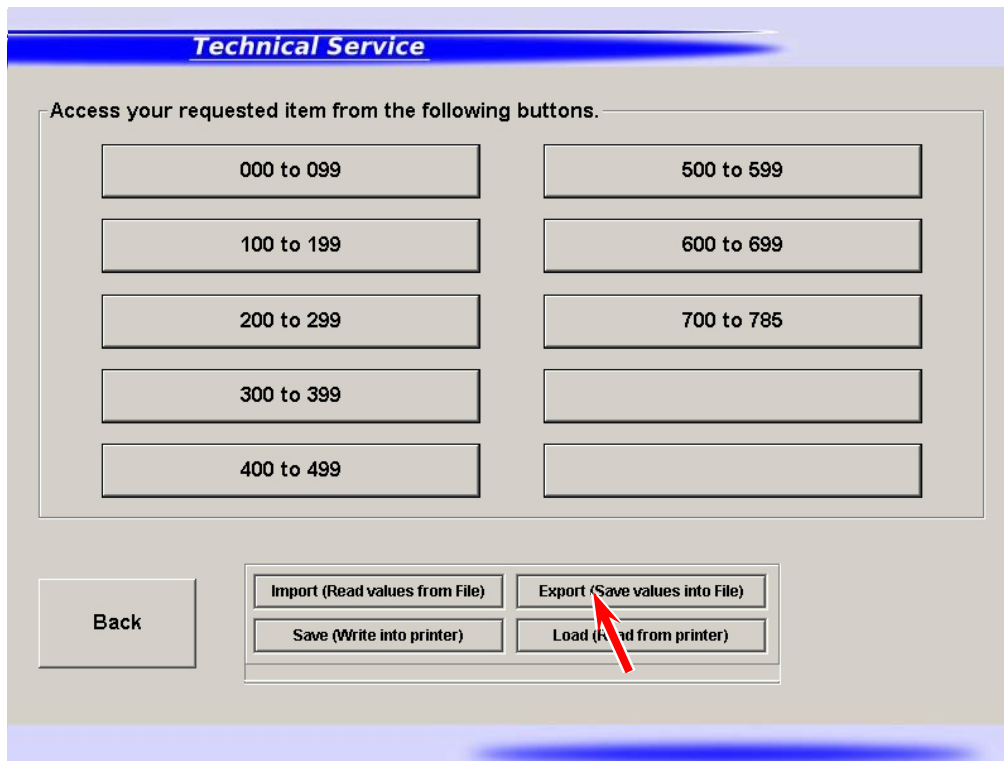 Technical Service
Access your requested item from the following buttons.
000 to 099
100 to 199
200 to 299
300 to 399
400 to 499
500 to 599
600 to 699
700 to 785
Back
Import (Read values from File)
Export (Save values into File)
Save (Write into printer)
Load (Read from printer)